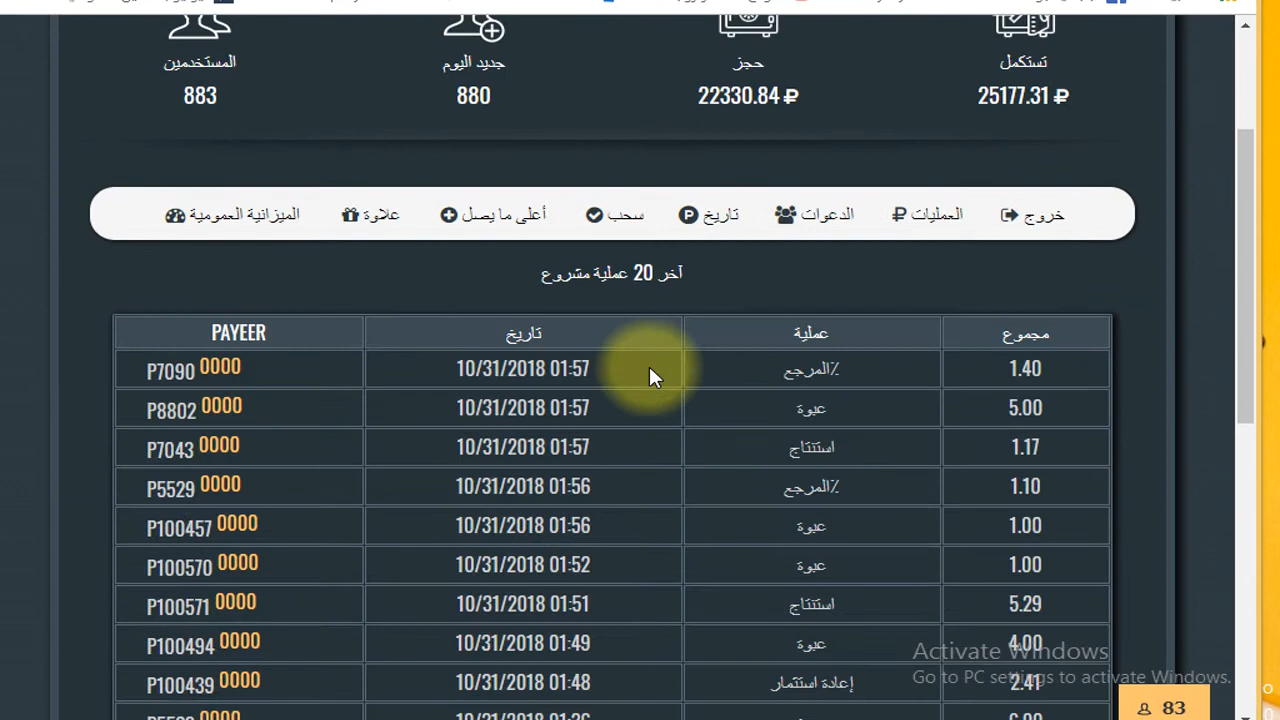 المستخدمين
جديد اليوم
حجز
تستكمل
883
880
22330.84 ₽
25177.31 ₽
الميزانية العمومية
علاوة
أعلى ما يصل
سحب
تاريخ
الدعوات
العمليات
خروج
آخر 20 عملية مشروع
PAYEER تاريخ عملية مجموع
P7090 0000 10/31/2018 01:57 ٪المرجع 1.40
P8802 0000 10/31/2018 01:57 عبوة 5.00
P7043 0000 10/31/2018 01:57 استنتاج 1.17
P5529 0000 10/31/2018 01:56 ٪المرجع 1.10
P100457 0000 10/31/2018 01:56 عبوة 1.00
P100570 0000 10/31/2018 01:52 عبوة 1.00
P100571 0000 10/31/2018 01:51 استنتاج 5.29
P100494 0000 10/31/2018 01:49 عبوة 4.00
P100439 0000 10/31/2018 01:48 إعادة استثمار 2.41
Activate Windows
Go to PC settings to activate Windows.
83